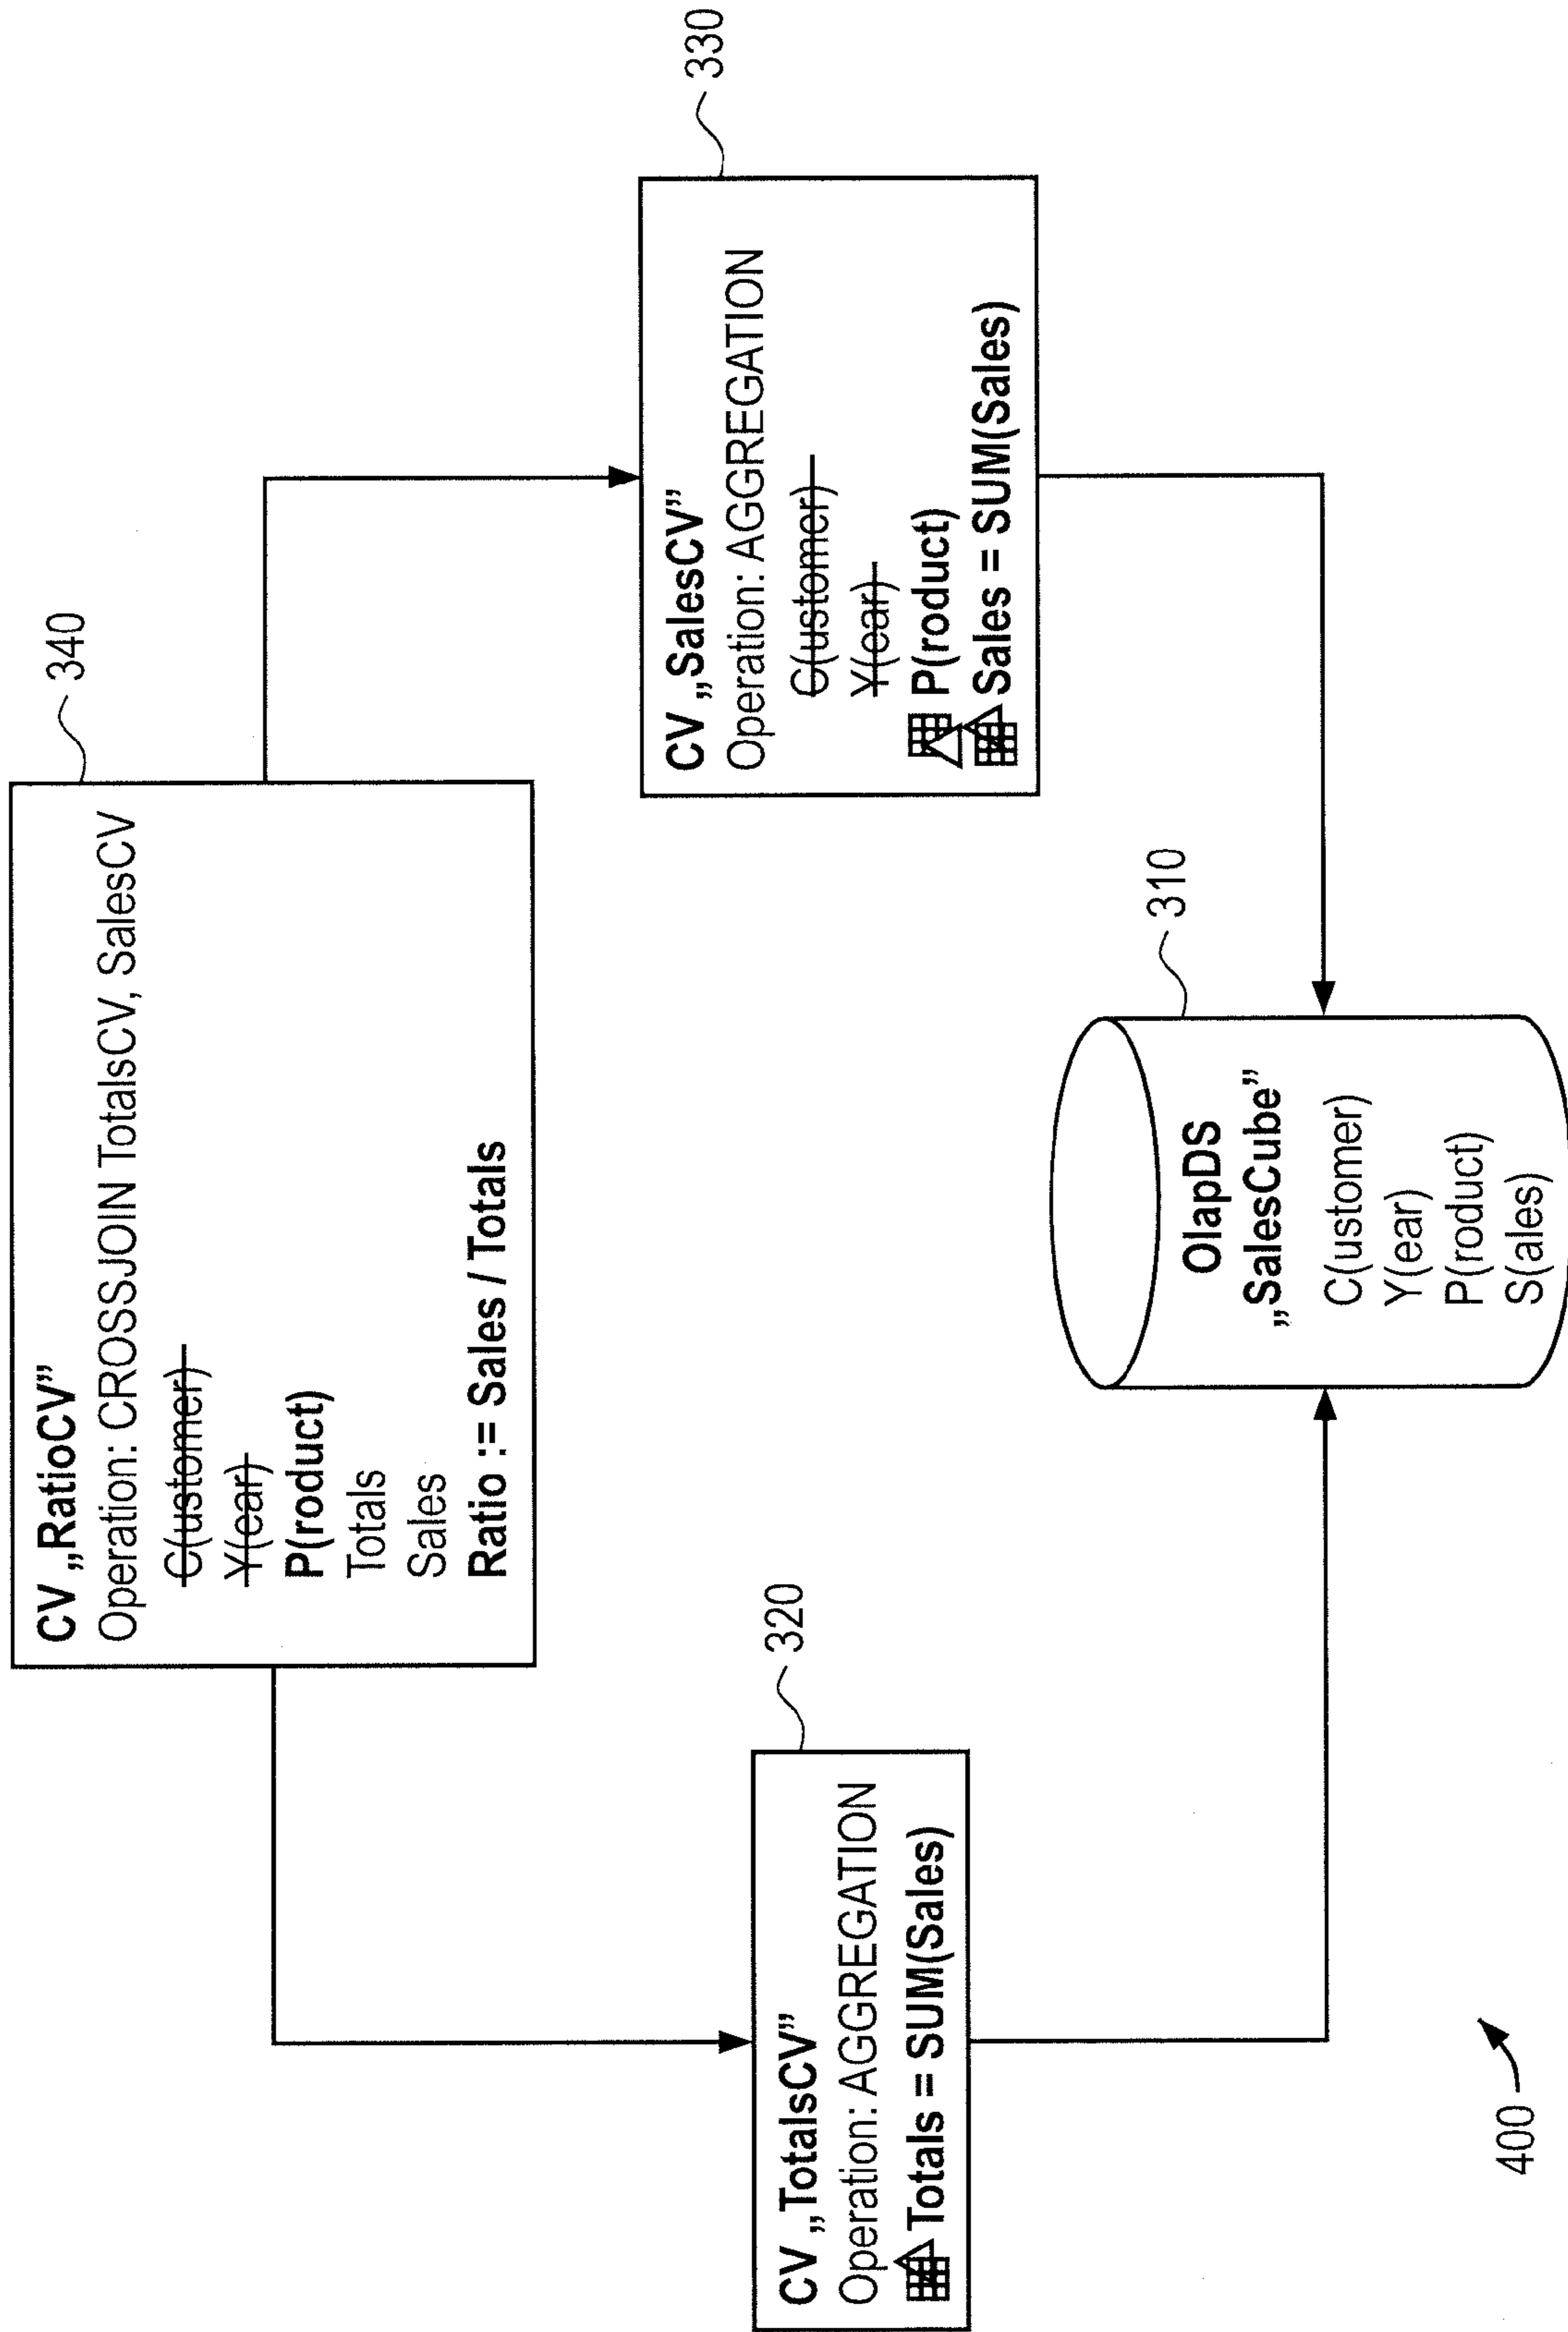 340
CV „RatioCV”
Operation: CROSSJOIN TotalsCV, SalesCV
C(ustomer)
Y(ear)
P(roduct)
Totals
Sales
Ratio := Sales / Totals
320
CV „TotalsCV”
Operation: AGGREGATION
Totals = SUM(Sales)
330
CV „SalesCV”
Operation: AGGREGATION
C(ustomer)
Y(ear)
P(roduct)
Sales = SUM(Sales)
310
OlapDS
„SalesCube”
C(ustomer)
Y(ear)
P(roduct)
S(ales)
400